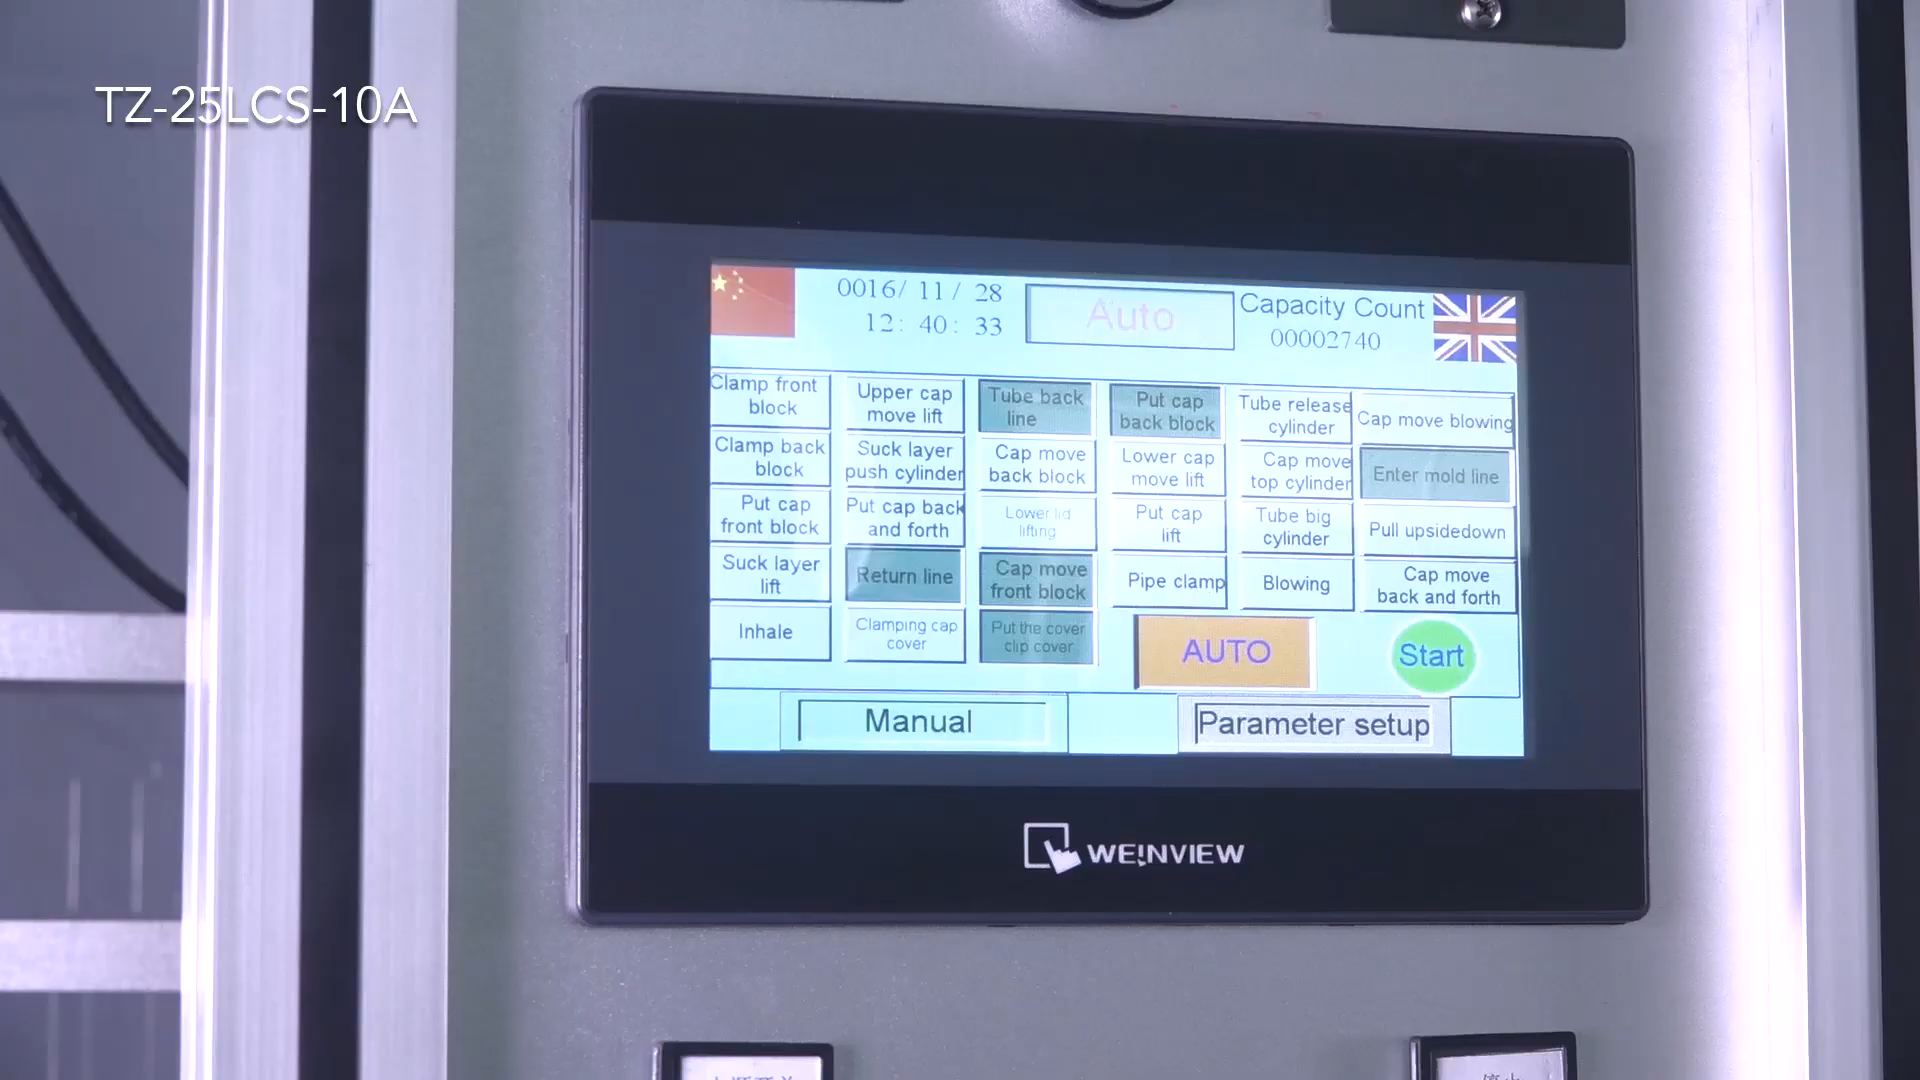 TZ-25LCS-10A
0016/ 11/ 28
12: 40: 33
Auto
Capacity Count
00002740
Clamp front
block
Upper cap
move lift
Tube back
line
Put cap
back block
Tube release
cylinder
Cap move blowing
Clamp back
block
Suck layer
push cylinder
Cap move
back block
Lower cap
move lift
Cap move
top cylinder
Enter mold line
Put cap
front block
Put cap back
and forth
Lower lid
lifting
Put cap
lift
Tube big
cylinder
Pull upsidedown
Suck layer
lift
Return line
Cap move
front block
Pipe clamp
Blowing
Cap move
back and forth
Inhale
Clamping cap
cover
Put the cover
clip cover
AUTO
Start
Manual
Parameter setup
WE!NVIEW